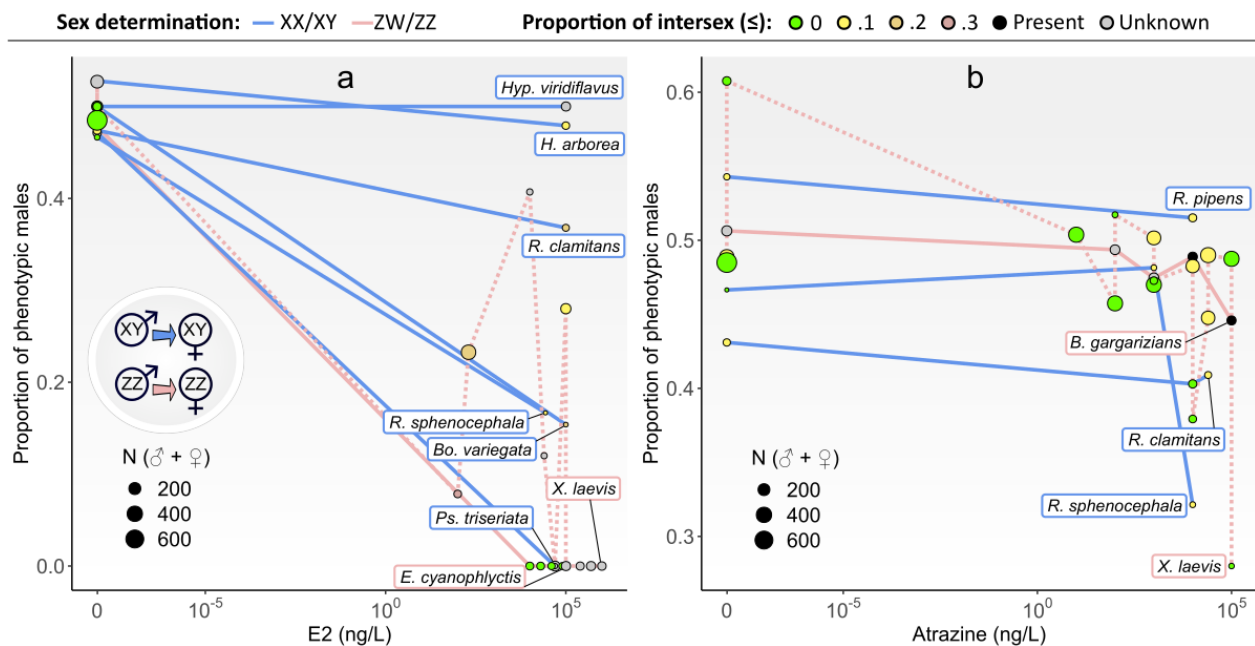 Sex determination: XX/XY ZW/ZZ Proportion of intersex (≤): 0 .1 .2 .3 Present Unknown
a
Proportion of phenotypic males
0.4
0.2
0.0
Hyp. viridiflavus
H. arborea
R. clamitans
XY XY
ZZ ZZ
R. sphenocephala
Bo. variegata
X. laevis
Ps. triseriata
E. cyanophlyctis
N (♂ + ♀)
200
400
600
0 10⁻⁵ 10⁰ 10⁵
E2 (ng/L)
b
Proportion of phenotypic males
0.6
0.5
0.4
0.3
R. pipens
B. gargarizians
R. clamitans
R. sphenocephala
X. laevis
N (♂ + ♀)
200
400
600
0 10⁻⁵ 10⁰ 10⁵
Atrazine (ng/L)